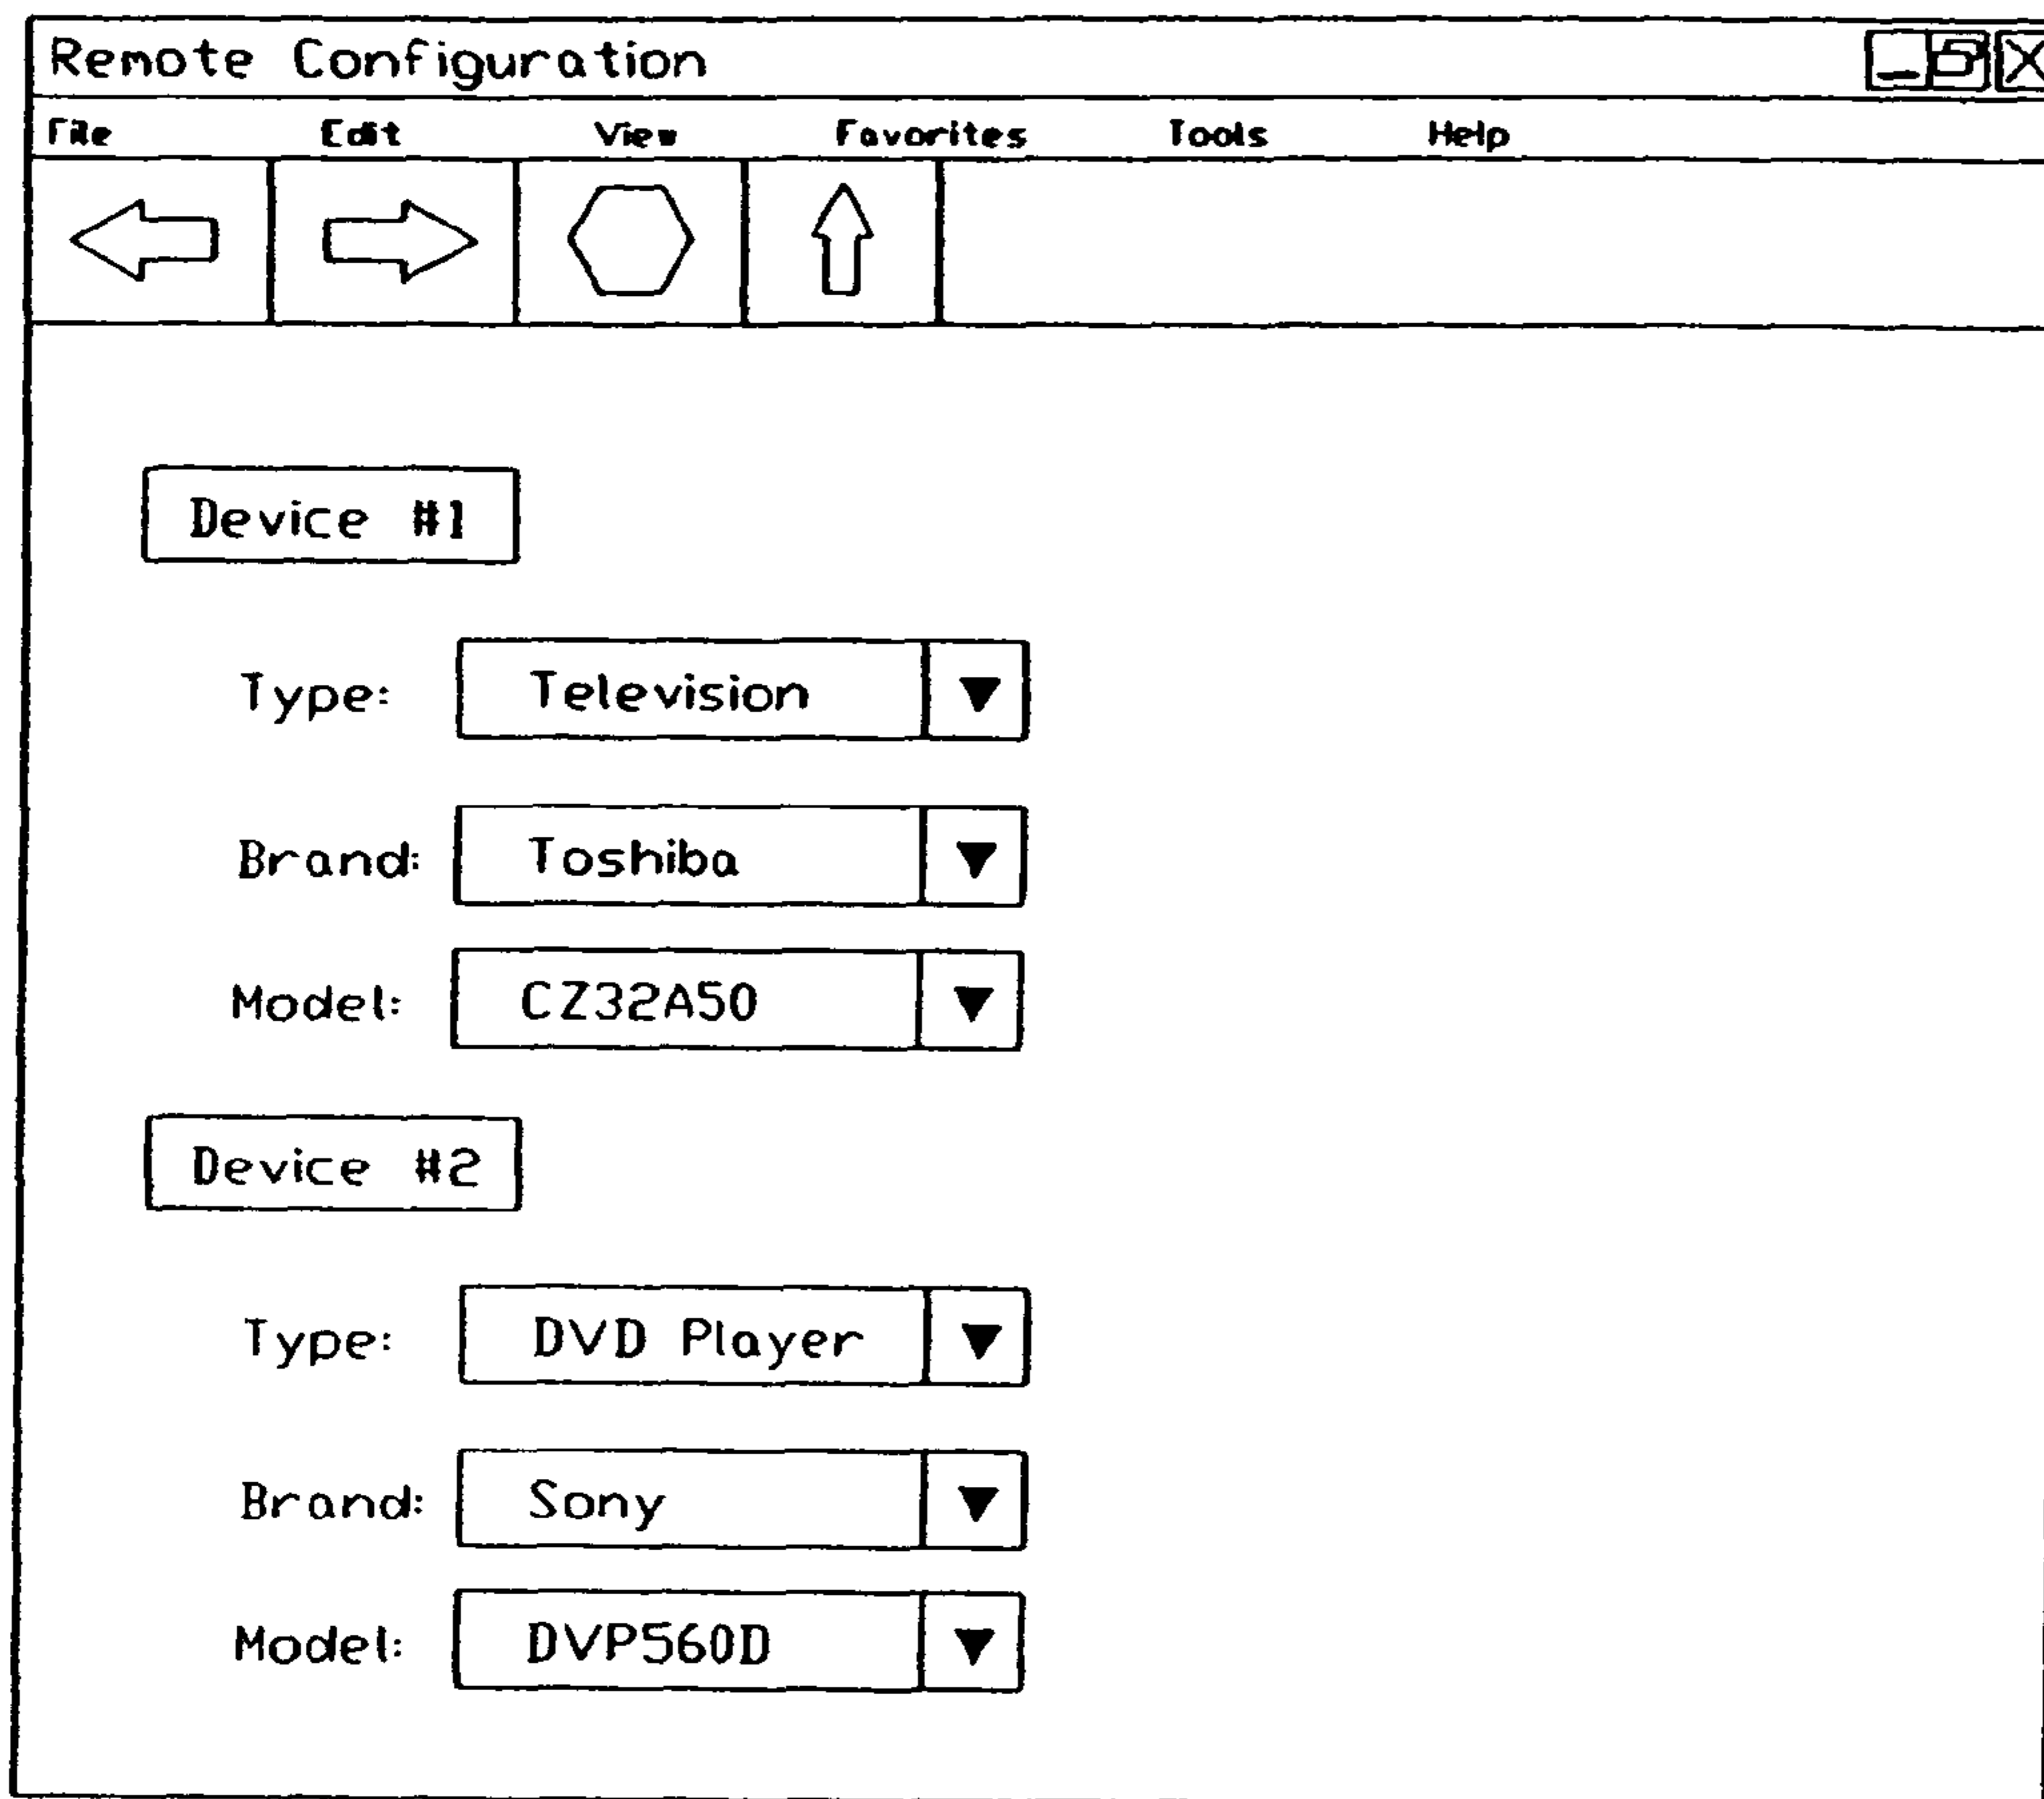 Remote Configuration
File Edit View Favorites Tools Help
Device #1
Type: Television
Brand: Toshiba
Model: CZ32A50
Device #2
Type: DVD Player
Brand: Sony
Model: DVP560D